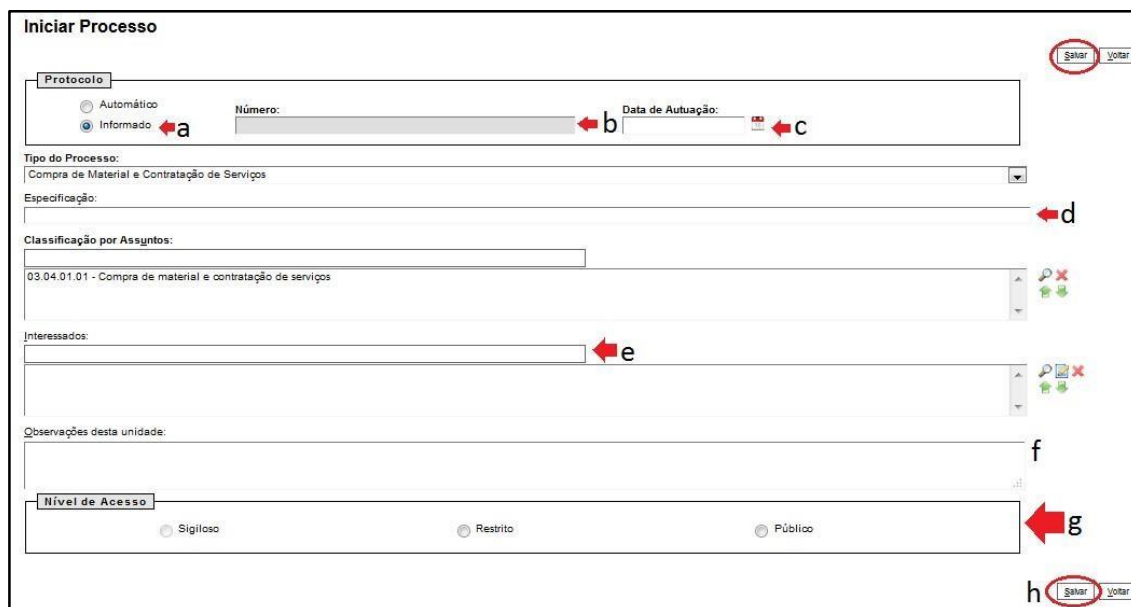 Iniciar Processo
Salvar Voltar
Protocolo
Automático
Informado a
Número:
b
Data de Autuação:
c
Tipo do Processo:
Compra de Material e Contratação de Serviços
Especificação:
d
Classificação por Assuntos:
03.04.01.01 - Compra de material e contratação de serviços
Interessados:
e
Observações desta unidade:
f
Nível de Acesso
Sigiloso Restrito Público
g
h Salvar Voltar